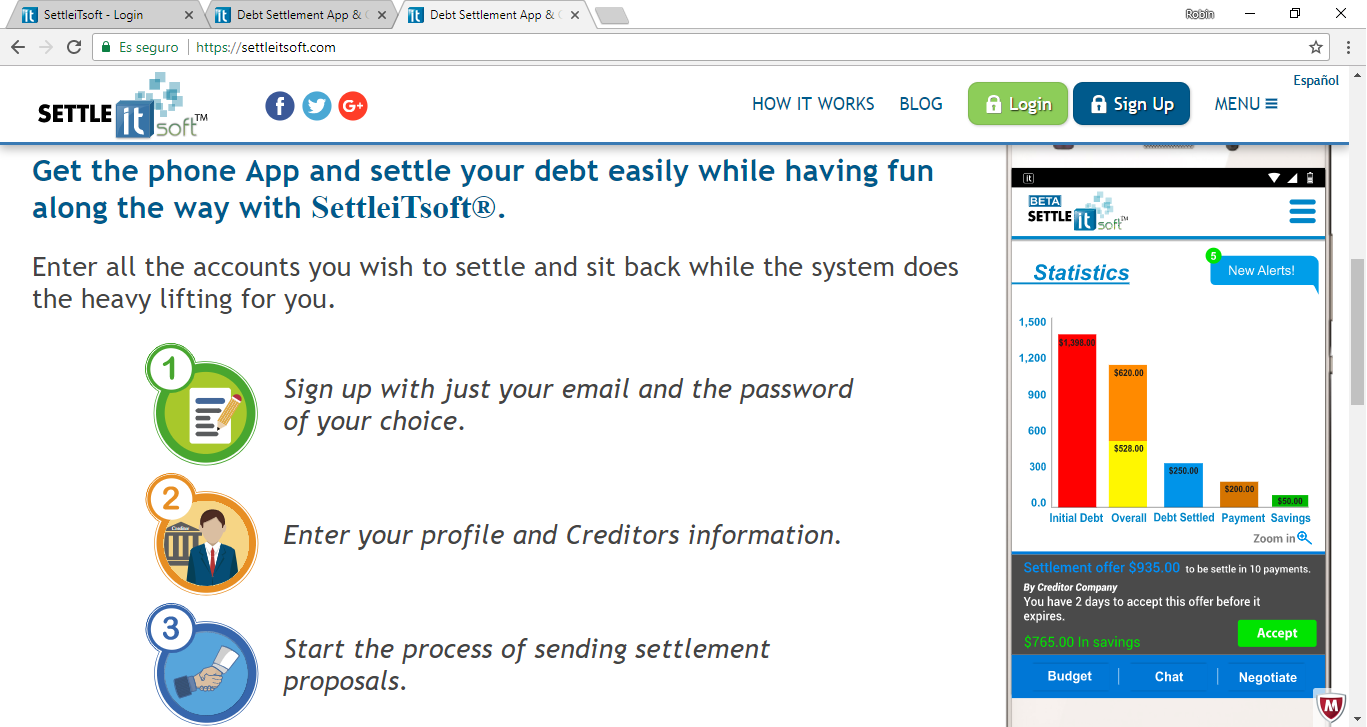 SettleiTsoft - Login
Debt Settlement App &
Debt Settlement App &
Robin
Es seguro
https://settleitsoft.com
SETTLE it soft™
f
G+
HOW IT WORKS
BLOG
Login
Sign Up
MENU
Español
Get the phone App and settle your debt easily while having fun
along the way with SettleiTsoft®.
Enter all the accounts you wish to settle and sit back while the system does
the heavy lifting for you.
1
Sign up with just your email and the password
of your choice.
2
Creditor
Enter your profile and Creditors information.
3
Start the process of sending settlement
proposals.
it
BETA
SETTLE it soft™
Statistics
5
New Alerts!
1,500
1,200
900
600
300
0.0
$1,398.00
$620.00
$528.00
$250.00
$200.00
$50.00
Initial Debt Overall Debt Settled Payment Savings
Zoom in
Settlement offer $935.00 to be settle in 10 payments.
By Creditor Company
You have 2 days to accept this offer before it
expires.
$765.00 In savings
Accept
Budget
Chat
Negotiate
M